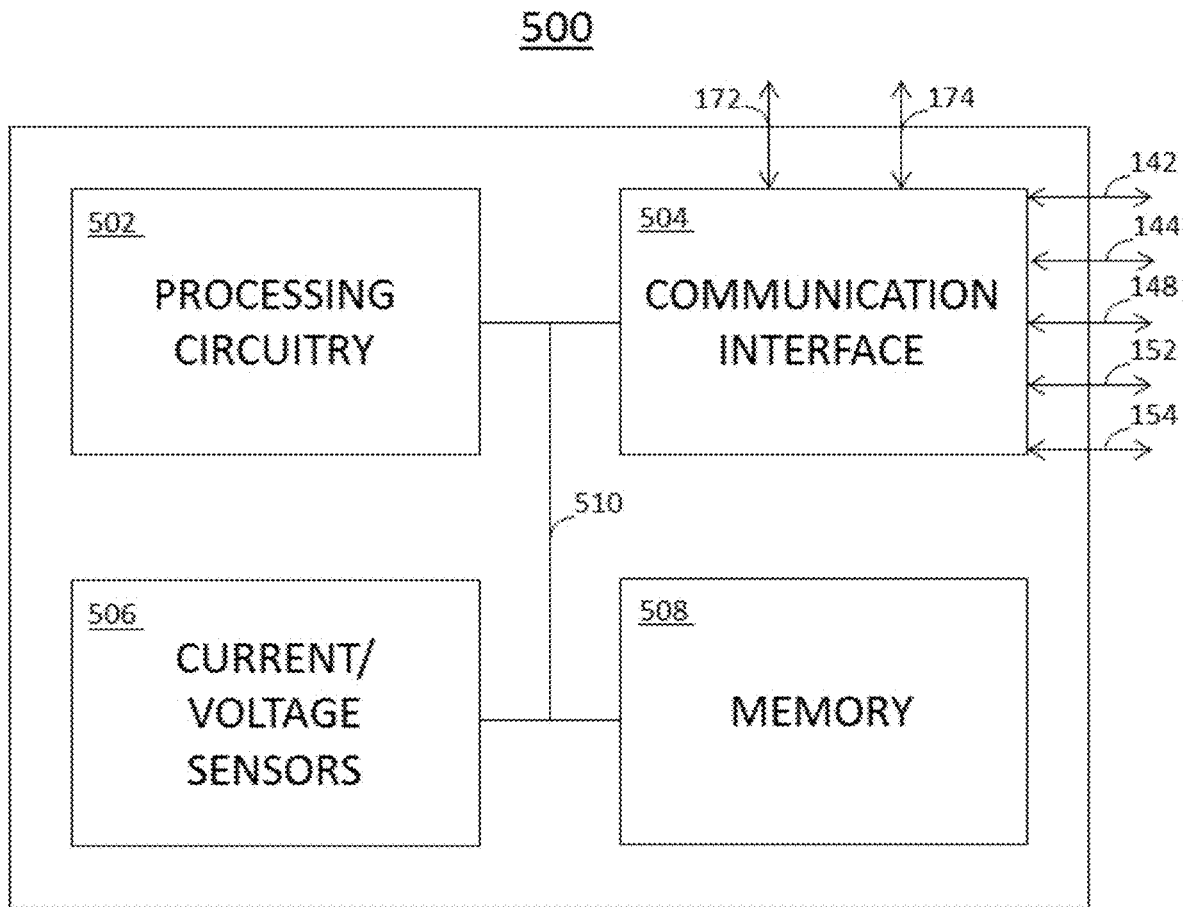 500
172
174
142
502
504
144
PROCESSING
CIRCUITRY
COMMUNICATION
INTERFACE
148
152
154
510
506
508
CURRENT/
VOLTAGE
SENSORS
MEMORY